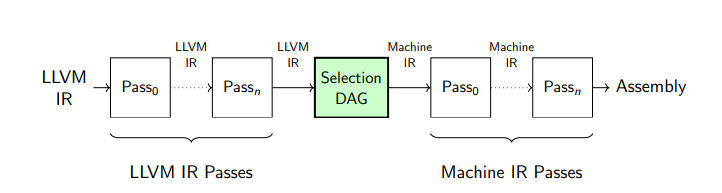 LLVM
IR
Pass0
LLVM
IR
Passn
LLVM
IR
Selection
DAG
Machine
IR
Pass0
Machine
IR
Passn
Assembly
LLVM IR Passes
Machine IR Passes